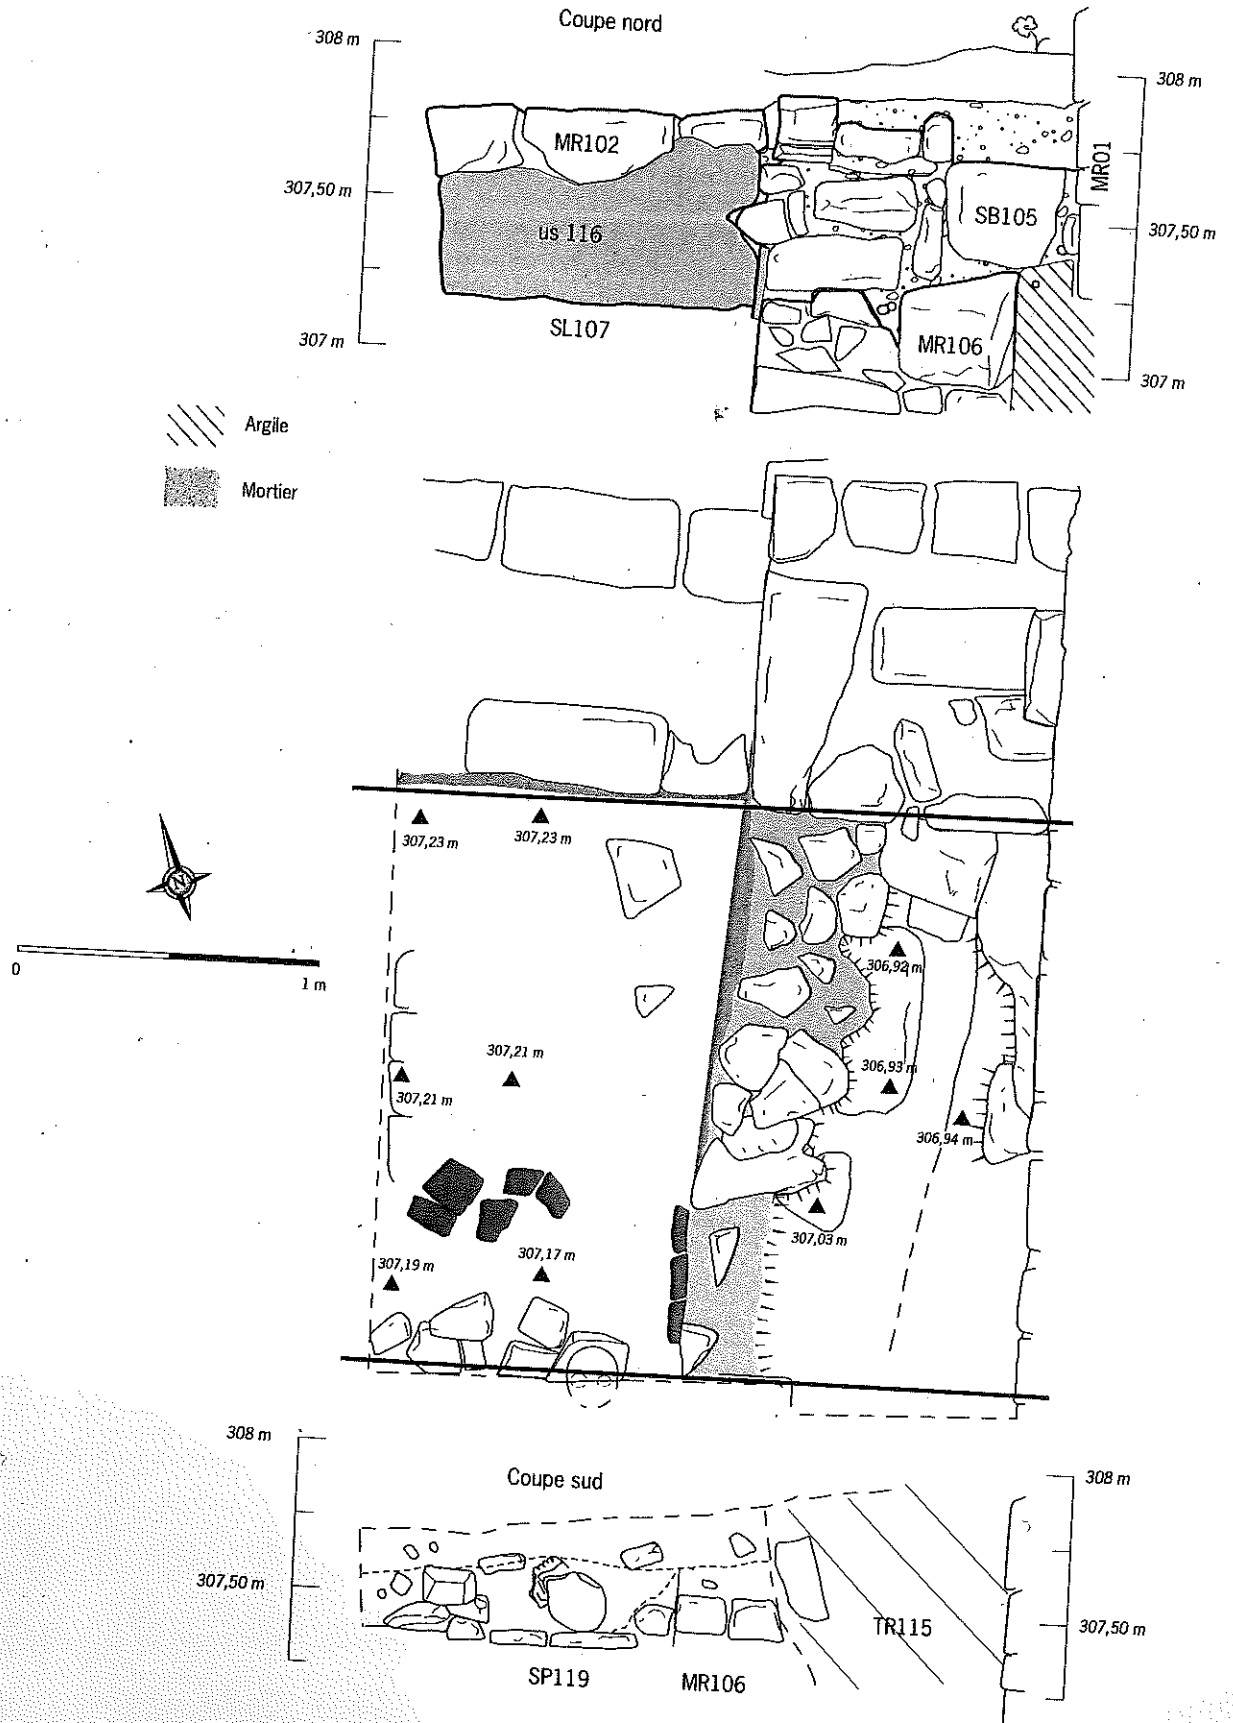 Coupe nord
308 m
308 m
MR102
MR01
307,50 m
SB105
us 116
307,50 m
SL107
MR106
307 m
307 m
Argile
Mortier
307,23 m
307,23 m
N
306,92 m
0
1 m
307,21 m
306,93 m
307,21 m
306,94 m
307,03 m
307,17 m
307,19 m
308 m
Coupe sud
308 m
307,50 m
TR115
307,50 m
SP119
MR106